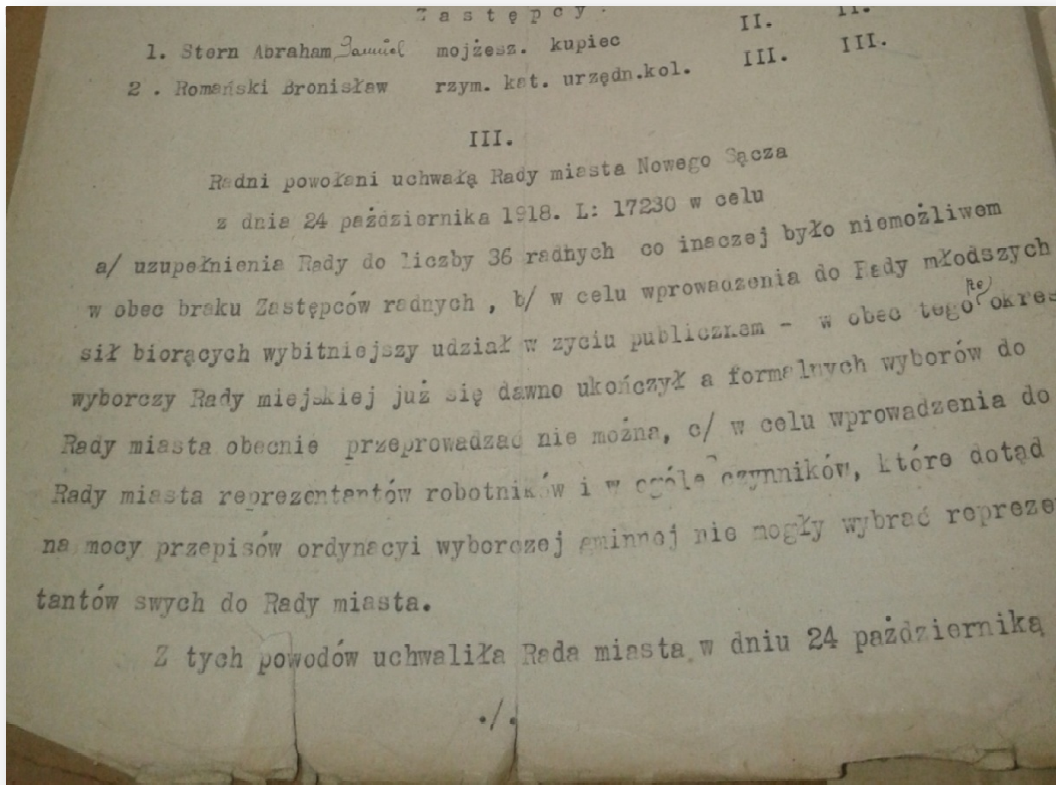 Zastępcy.
1. Stern Abraham Samuel mojżesz. kupiec II. II.
2 . Romański Bronisław rzym. kat. urzędn.kol. III. III.
III.
Radni powołani uchwałą Rady miasta Nowego Sącza
z dnia 24 października 1918. L: 17230 w celu
a/ uzupełnienia Rady do liczby 36 radnych co inaczej było niemożliwem
w obec braku Zastępców radnych , b/ w celu wprowadzenia do Rady młodszych
sił biorących wybitniejszy udział w zyciu publicznem - w obec tego że okres
wyborczy Rady miejskiej już się dawno ukończył a formalnych wyborów do
Rady miasta obecnie przeprowadzać nie można, c/ w celu wprowadzenia do
Rady miasta reprezentantów robotników i w ogóle czynników, które dotąd
na mocy przepisów ordynacyi wyborczej gminnej nie mogły wybrać repreze
tantów swych do Rady miasta.
Z tych powodów uchwaliła Rada miasta w dniu 24 październiką
./.